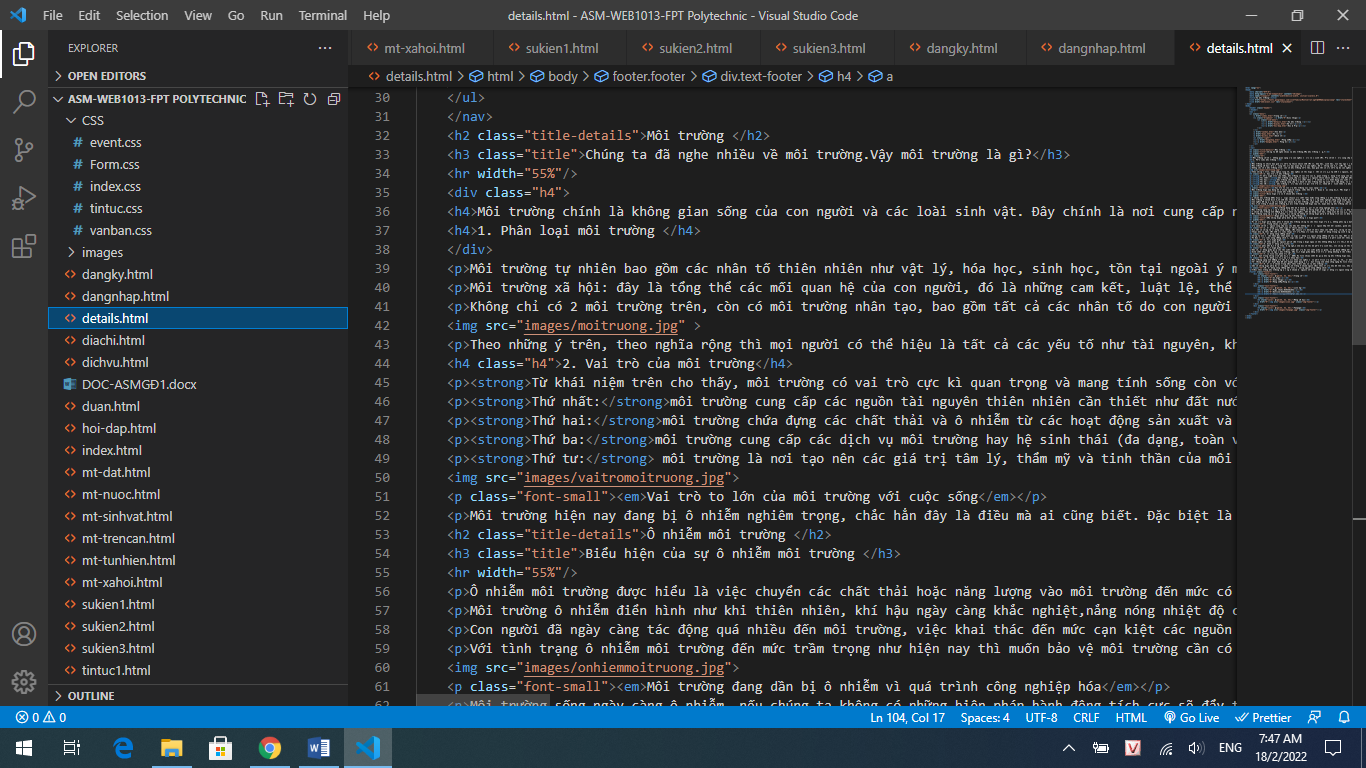 File Edit Selection View Go Run Terminal Help
details.html - ASM-WEB1013-FPT Polytechnic - Visual Studio Code
EXPLORER
OPEN EDITORS
ASM-WEB1013-FPT POLYTECHNIC
CSS
event.css
Form.css
index.css
tintuc.css
vanban.css
images
dangky.html
dangnhap.html
details.html
diachi.html
dichvu.html
DOC-ASMGĐ1.docx
duan.html
hoi-dap.html
index.html
mt-dat.html
mt-nuoc.html
mt-sinhvat.html
mt-trencan.html
mt-tunhien.html
mt-xahoi.html
sukien1.html
sukien2.html
sukien3.html
tintuc1.html
OUTLINE
mt-xahoi.html sukien1.html sukien2.html sukien3.html dangky.html dangnhap.html details.html
details.html > html > body > footer.footer > div.text-footer > h4 > a
30 </ul>
31 </nav>
32 <h2 class="title-details">Môi trường </h2>
33 <h3 class="title">Chúng ta đã nghe nhiều về môi trường.Vậy môi trường là gì?</h3>
34 <hr width="55%"/>
35 <div class="h4">
36 <h4>Môi trường chính là không gian sống của con người và các loài sinh vật. Đây chính là nơi cung cấp
37 <h4>1. Phân loại môi trường </h4>
38 </div>
39 <p>Môi trường tự nhiên bao gồm các nhân tố thiên nhiên như vật lý, hóa học, sinh học, tồn tại ngoài ý
40 <p>Môi trường xã hội: đây là tổng thể các mối quan hệ của con người, đó là những cam kết, luật lệ, thể
41 <p>Không chỉ có 2 môi trường trên, còn có môi trường nhân tạo, bao gồm tất cả các nhân tố do con người
42 <img src="images/moitruong.jpg" >
43 <p>Theo những ý trên, theo nghĩa rộng thì mọi người có thể hiệu là tất cả các yếu tố như tài nguyên,
44 <h4 class="h4">2. Vai trò của môi trường</h4>
45 <p><strong>Từ khái niệm trên cho thấy, môi trường có vai trò cực kì quan trọng và mang tính sống còn
46 <p><strong>Thứ nhất:</strong>môi trường cung cấp các nguồn tài nguyên thiên nhiên cần thiết như đất
47 <p><strong>Thứ hai:</strong>môi trường chứa đựng các chất thải và ô nhiễm từ các hoạt động sản xuất và
48 <p><strong>Thứ ba:</strong>môi trường cung cấp các dịch vụ môi trường hay hệ sinh thái (đa dạng, toàn
49 <p><strong>Thứ tư:</strong> môi trường là nơi tạo nên các giá trị tâm lý, thẩm mỹ và tinh thần của môi
50 <img src="images/vaitromoitruong.jpg">
51 <p class="font-small"><em>Vai trò to lớn của môi trường với cuộc sống</em></p>
52 <p>Môi trường hiện nay đang bị ô nhiễm nghiêm trọng, chắc hẳn đây là điều mà ai cũng biết. Đặc biệt là
53 <h2 class="title-details">Ô nhiễm môi trường </h2>
54 <h3 class="title">Biểu hiện của sự ô nhiễm môi trường </h3>
55 <hr width="55%"/>
56 <p>Ô nhiễm môi trường được hiểu là việc chuyển các chất thải hoặc năng lượng vào môi trường đến mức có
57 <p>Môi trường ô nhiễm điển hình như khi thiên nhiên, khí hậu ngày càng khắc nghiệt,nắng nóng nhiệt độ
58 <p>Con người đã ngày càng tác động quá nhiều đến môi trường, việc khai thác đến mức cạn kiệt các nguồn
59 <p>Với tình trạng ô nhiễm môi trường đến mức trầm trọng như hiện nay thì muốn bảo vệ môi trường cần có
60 <img src="images/onhiemmoitruong.jpg">
61 <p class="font-small"><em>Môi trường đang dần bị ô nhiễm vì quá trình công nghiệp hóa</em></p>
0 0 Ln 104, Col 17 Spaces: 4 UTF-8 CRLF HTML Go Live Prettier
ENG 7:47 AM
18/2/2022